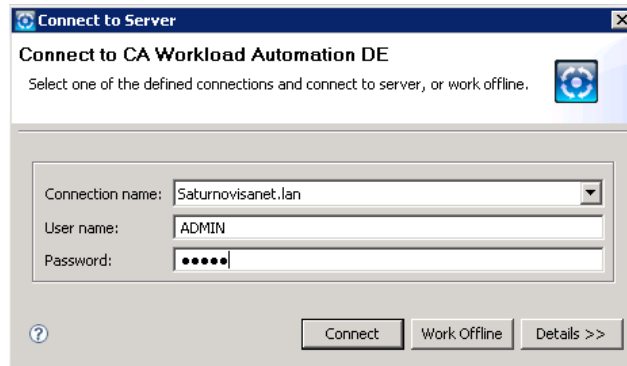 Connect to Server
Connect to CA Workload Automation DE
Select one of the defined connections and connect to server, or work offline.
Connection name: Saturnovisanet.lan
User name: ADMIN
Password: •••••
? Connect Work Offline Details >>